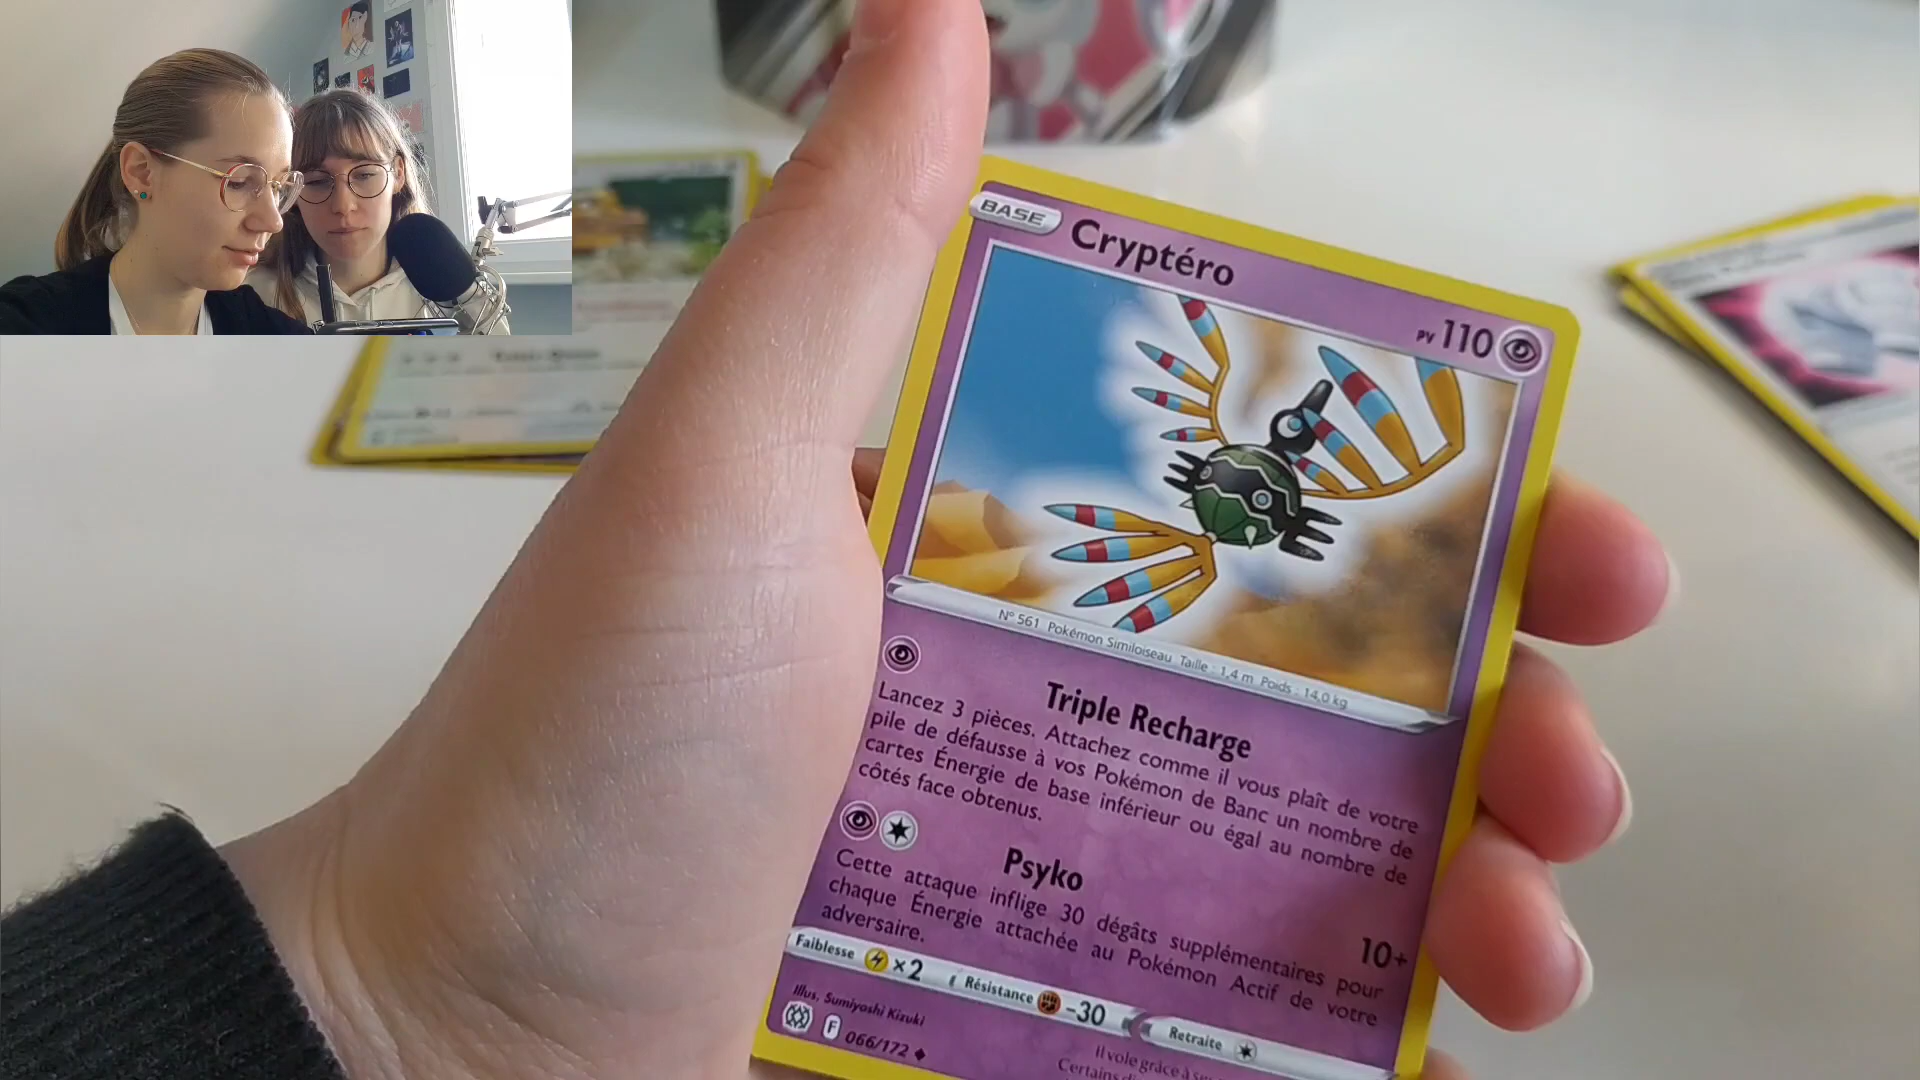 BASE
Cryptéro
PV 110
N° 561 Pokémon Similoiseau Taille : 1,4 m Poids : 14,0 kg
Triple Recharge
Lancez 3 pièces. Attachez comme il vous plaît de votre
pile de défausse à vos Pokémon de Banc un nombre de
cartes Énergie de base inférieur ou égal au nombre de
côtés face obtenus.
Psyko
10+
Cette attaque inflige 30 dégâts supplémentaires pour
chaque Énergie attachée au Pokémon Actif de votre
adversaire.
Faiblesse ×2 Résistance -30 Retraite
Illus. Sumiyoshi Kizuki
F 066/172
Il vole grâce à
Certains